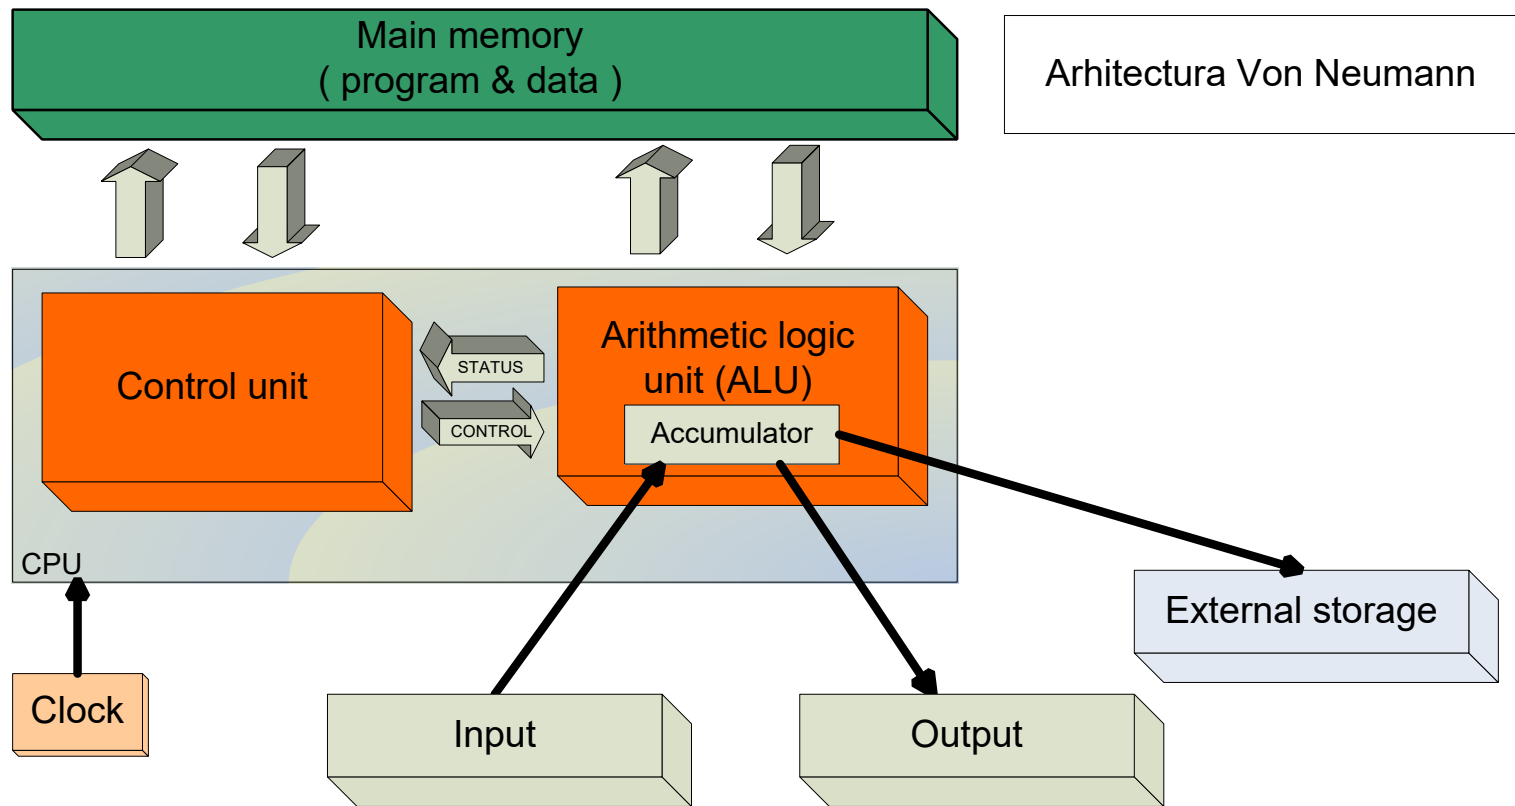 Main memory
( program & data )
Arhitectura Von Neumann
Control unit
STATUS
CONTROL
Arithmetic logic
unit (ALU)
Accumulator
CPU
External storage
Clock
Input
Output